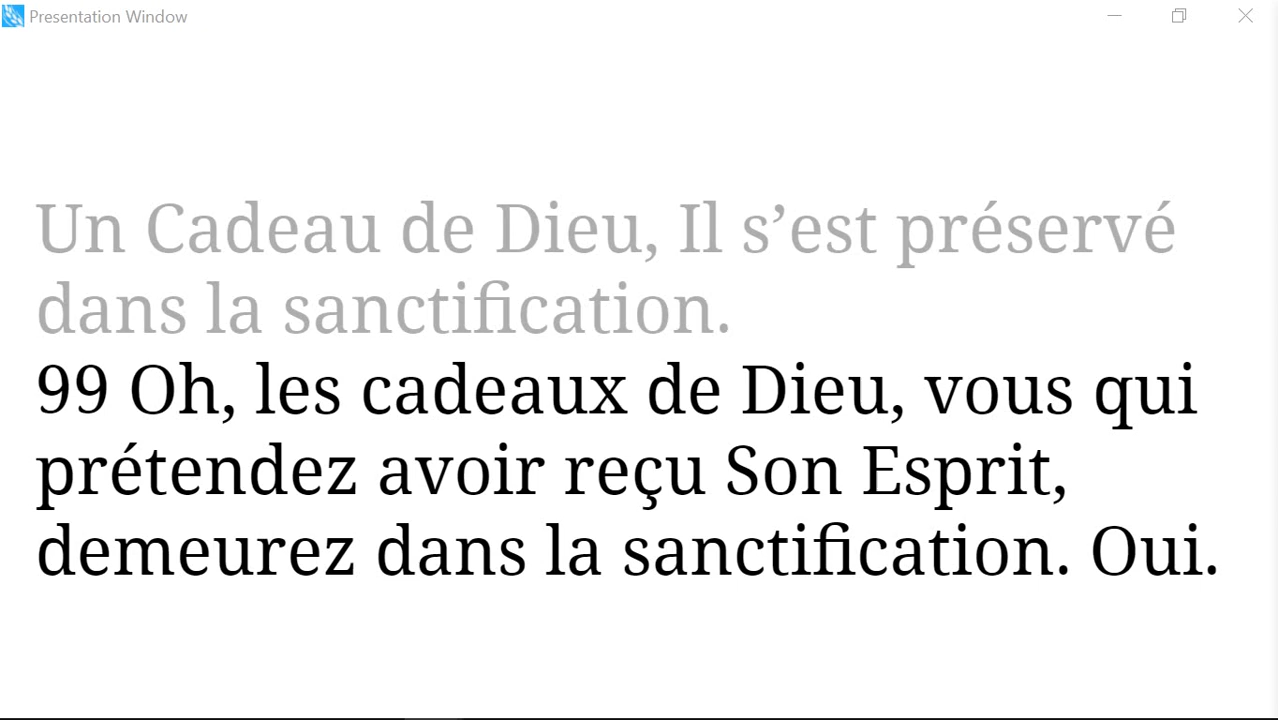 Presentation Window
Un Cadeau de Dieu, Il s’est préservé
dans la sanctification.
99 Oh, les cadeaux de Dieu, vous qui
prétendez avoir reçu Son Esprit,
demeurez dans la sanctification. Oui.